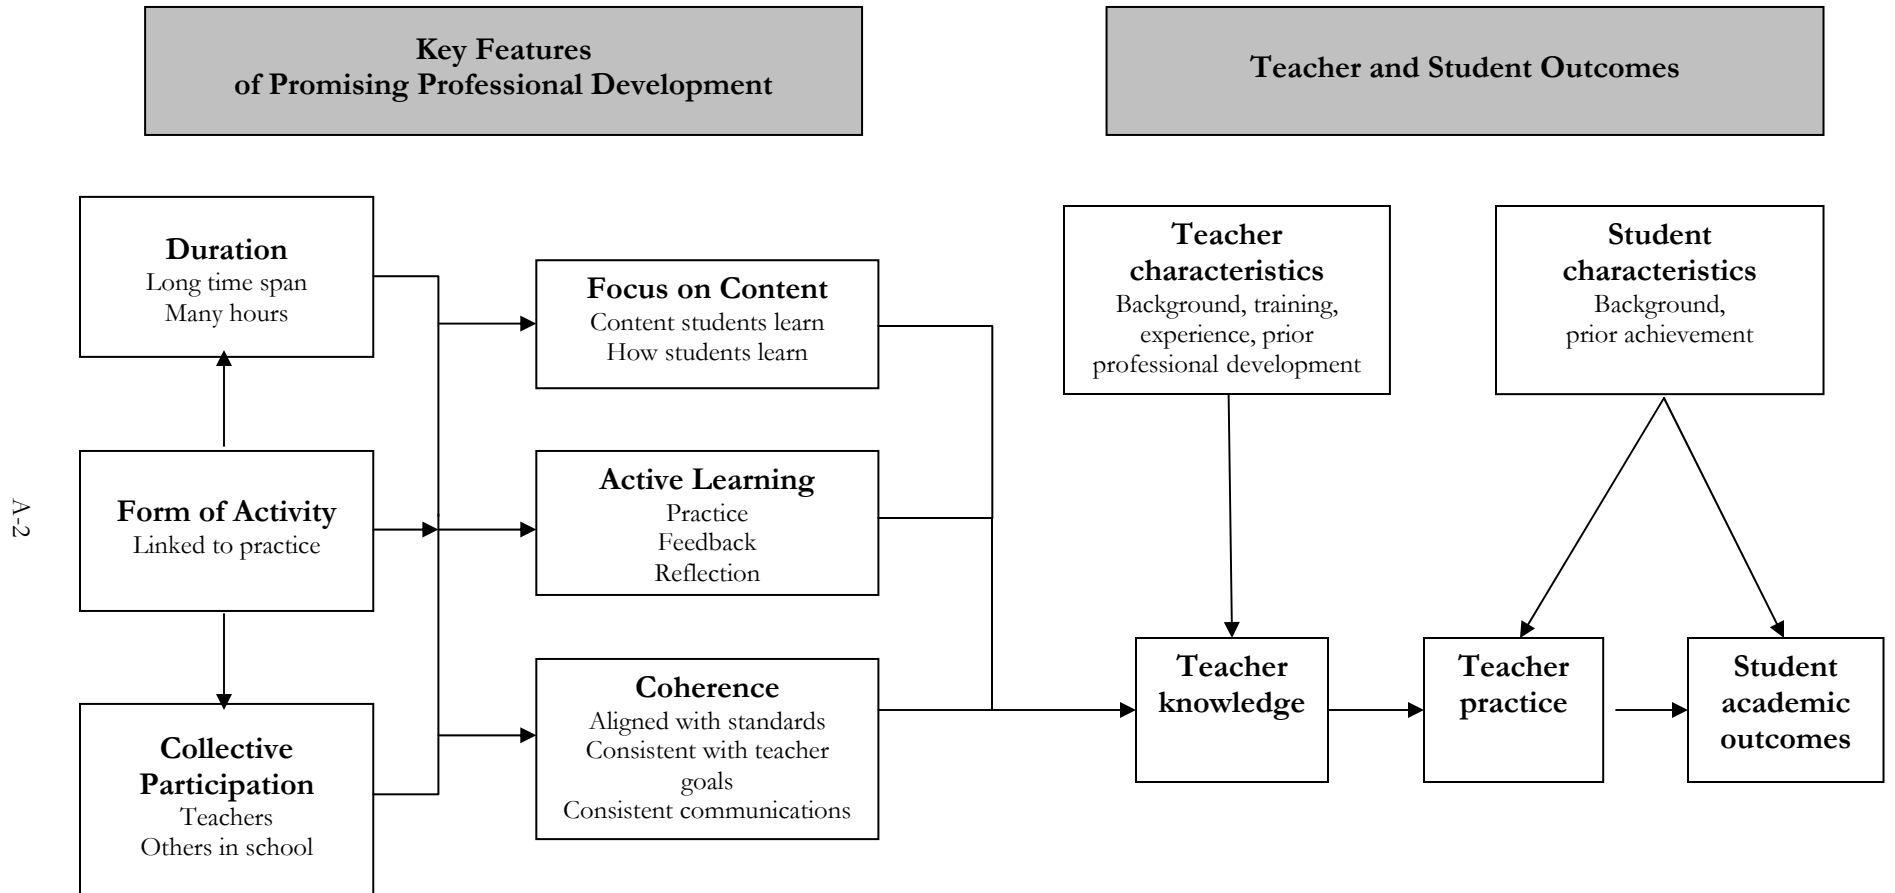 Key Features
of Promising Professional Development
Teacher and Student Outcomes
Duration
Long time span
Many hours
Form of Activity
Linked to practice
Collective
Participation
Teachers
Others in school
Focus on Content
Content students learn
How students learn
Active Learning
Practice
Feedback
Reflection
Coherence
Aligned with standards
Consistent with teacher
goals
Consistent communications
Teacher
characteristics
Background, training,
experience, prior
professional development
Student
characteristics
Background,
prior achievement
Teacher
knowledge
Teacher
practice
Student
academic
outcomes
A-2